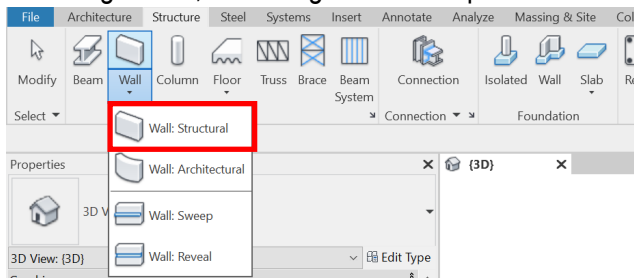 File Architecture Structure Steel Systems Insert Annotate Analyze Massing & Site
Modify Beam Wall Column Floor Truss Brace Beam System Connection Isolated Wall Slab
Select Connection Foundation
Wall: Structural
Properties {3D}
Wall: Architectural
3D V
Wall: Sweep
3D View: {3D} Edit Type
Wall: Reveal